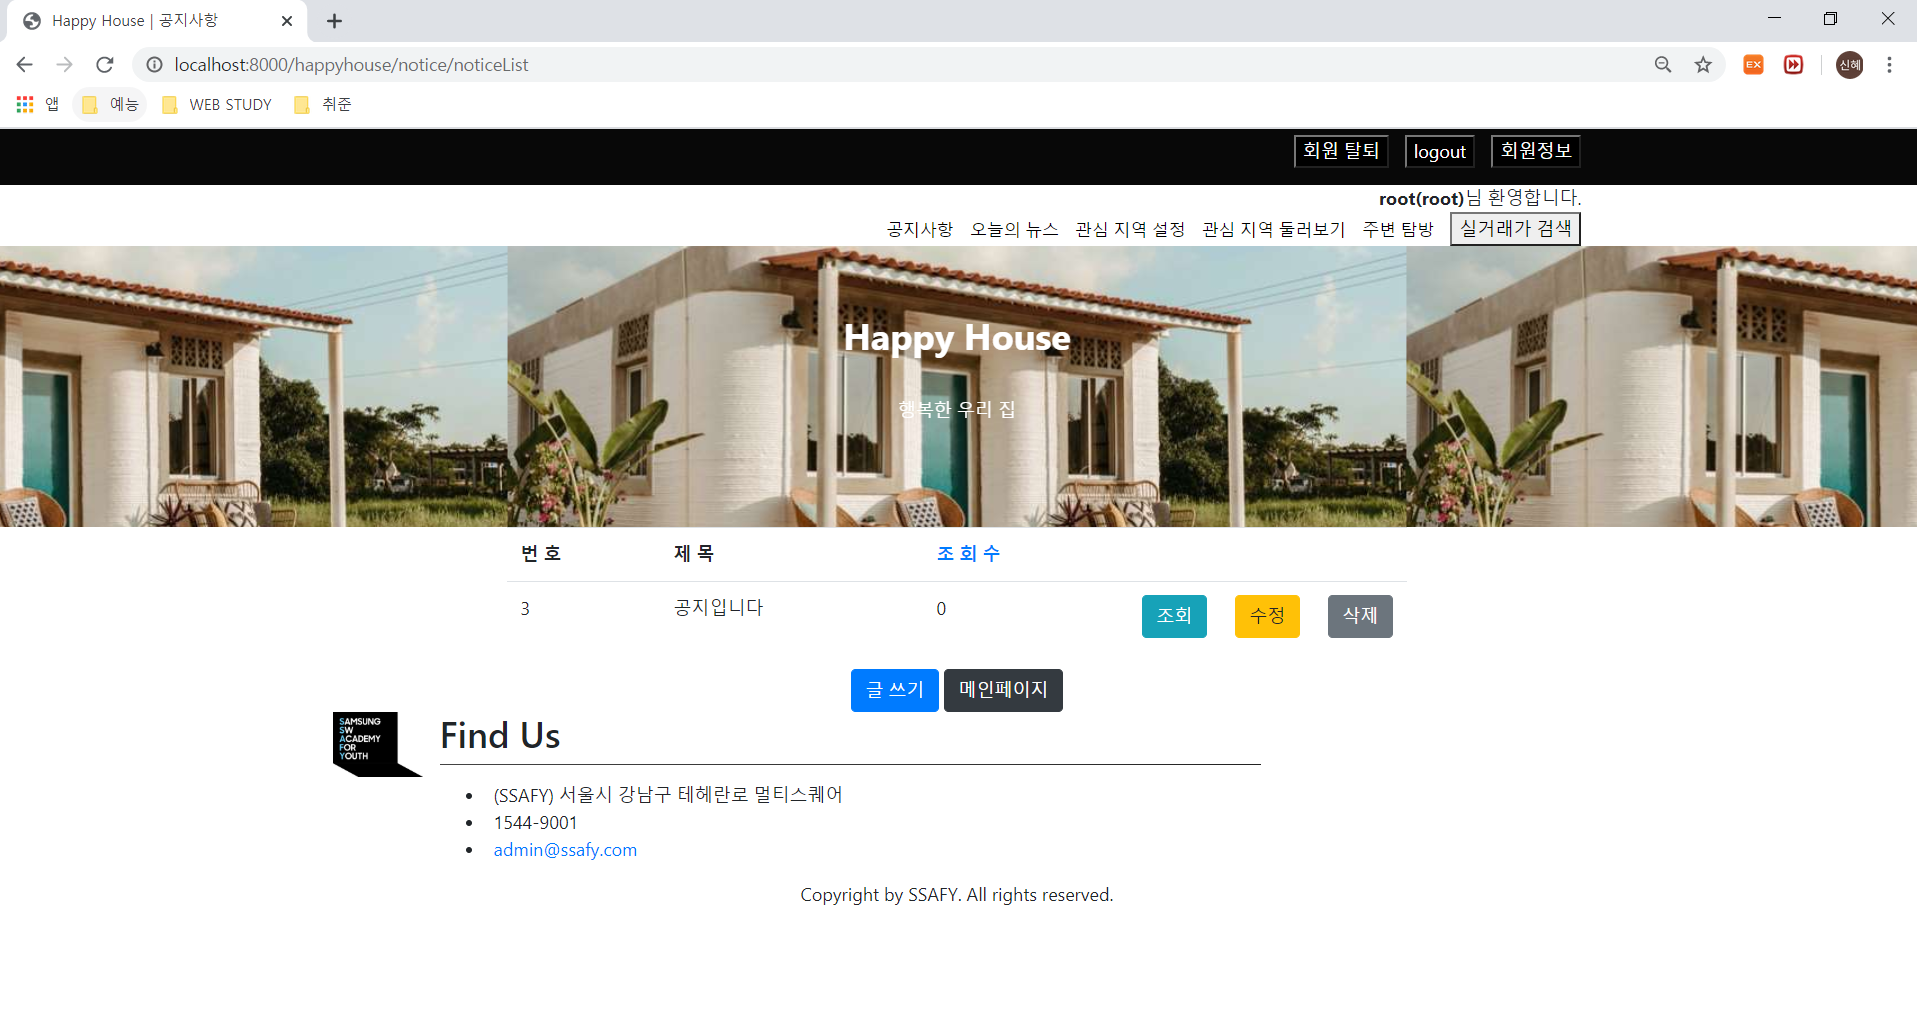 Happy House | 공지사항
localhost:8000/happyhouse/notice/noticeList
EX
신혜
앱 예능 WEB STUDY 취준
회원 탈퇴 logout 회원정보
root(root)님 환영합니다.
공지사항 오늘의 뉴스 관심 지역 설정 관심 지역 둘러보기 주변 탐방 실거래가 검색
Happy House
행복한 우리 집
번 호 제 목 조 회 수
3 공지입니다 0 조회 수정 삭제
글 쓰기 메인페이지
SAMSUNG
SW
ACADEMY
FOR
YOUTH
Find Us
(SSAFY) 서울시 강남구 테헤란로 멀티스퀘어
1544-9001
admin@ssafy.com
Copyright by SSAFY. All rights reserved.